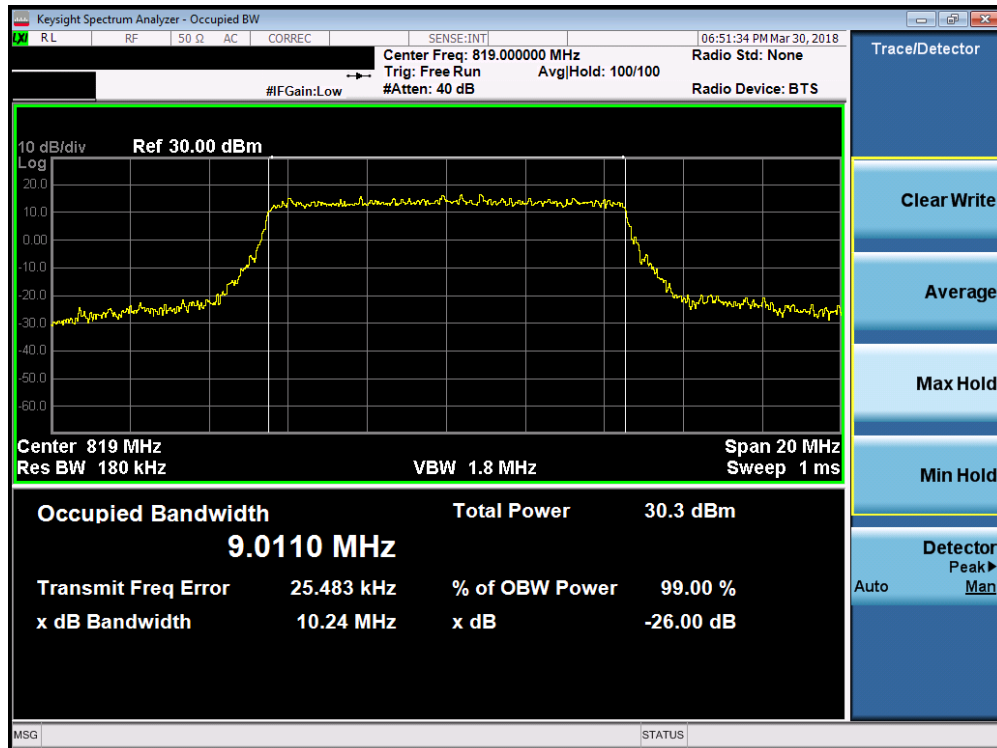 Keysight Spectrum Analyzer - Occupied BW
LXI RL RF 50 Ω AC CORREC SENSE:INT 06:51:34 PM Mar 30, 2018
Center Freq: 819.000000 MHz Radio Std: None
Trig: Free Run Avg|Hold: 100/100
#IFGain:Low #Atten: 40 dB Radio Device: BTS
10 dB/div Ref 30.00 dBm
Log
20.0
10.0
0.00
-10.0
-20.0
-30.0
-40.0
-50.0
-60.0
Center 819 MHz Span 20 MHz
Res BW 180 kHz VBW 1.8 MHz Sweep 1 ms
Occupied Bandwidth Total Power 30.3 dBm
9.0110 MHz
Transmit Freq Error 25.483 kHz % of OBW Power 99.00 %
x dB Bandwidth 10.24 MHz x dB -26.00 dB
MSG STATUS
Trace/Detector
Clear Write
Average
Max Hold
Min Hold
Detector
Peak▶
Auto Man